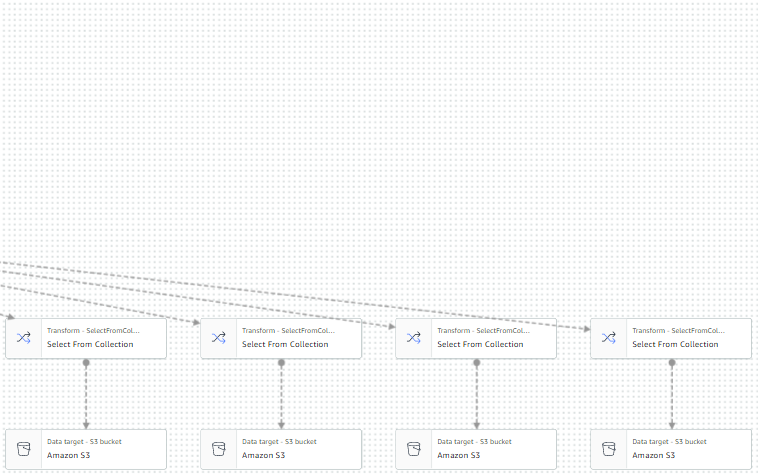 Transform - SelectFromCol...
Select From Collection
Transform - SelectFromCol...
Select From Collection
Transform - SelectFromCol...
Select From Collection
Transform - SelectFromCol...
Select From Collection
Data target - S3 bucket
Amazon S3
Data target - S3 bucket
Amazon S3
Data target - S3 bucket
Amazon S3
Data target - S3 bucket
Amazon S3